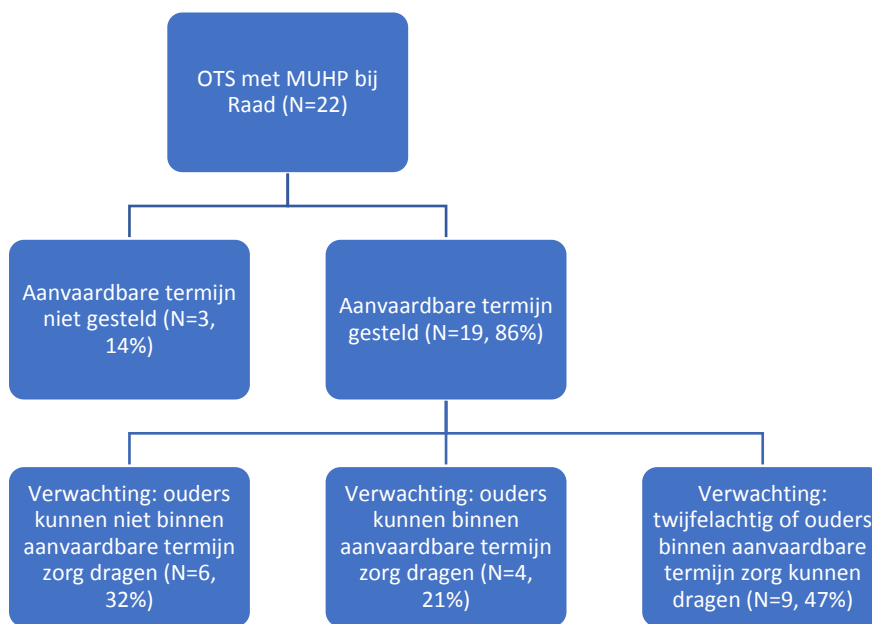 OTS met MUHP bij
Raad (N=22)
Aanvaardbare termijn
niet gesteld (N=3,
14%)
Aanvaardbare termijn
gesteld (N=19, 86%)
Verwachting: ouders
kunnen niet binnen
aanvaardbare termijn
zorg dragen (N=6,
32%)
Verwachting: ouders
kunnen binnen
aanvaardbare termijn
zorg dragen (N=4,
21%)
Verwachting:
twijfelachtig of ouders
binnen aanvaardbare
termijn zorg kunnen
dragen (N=9, 47%)